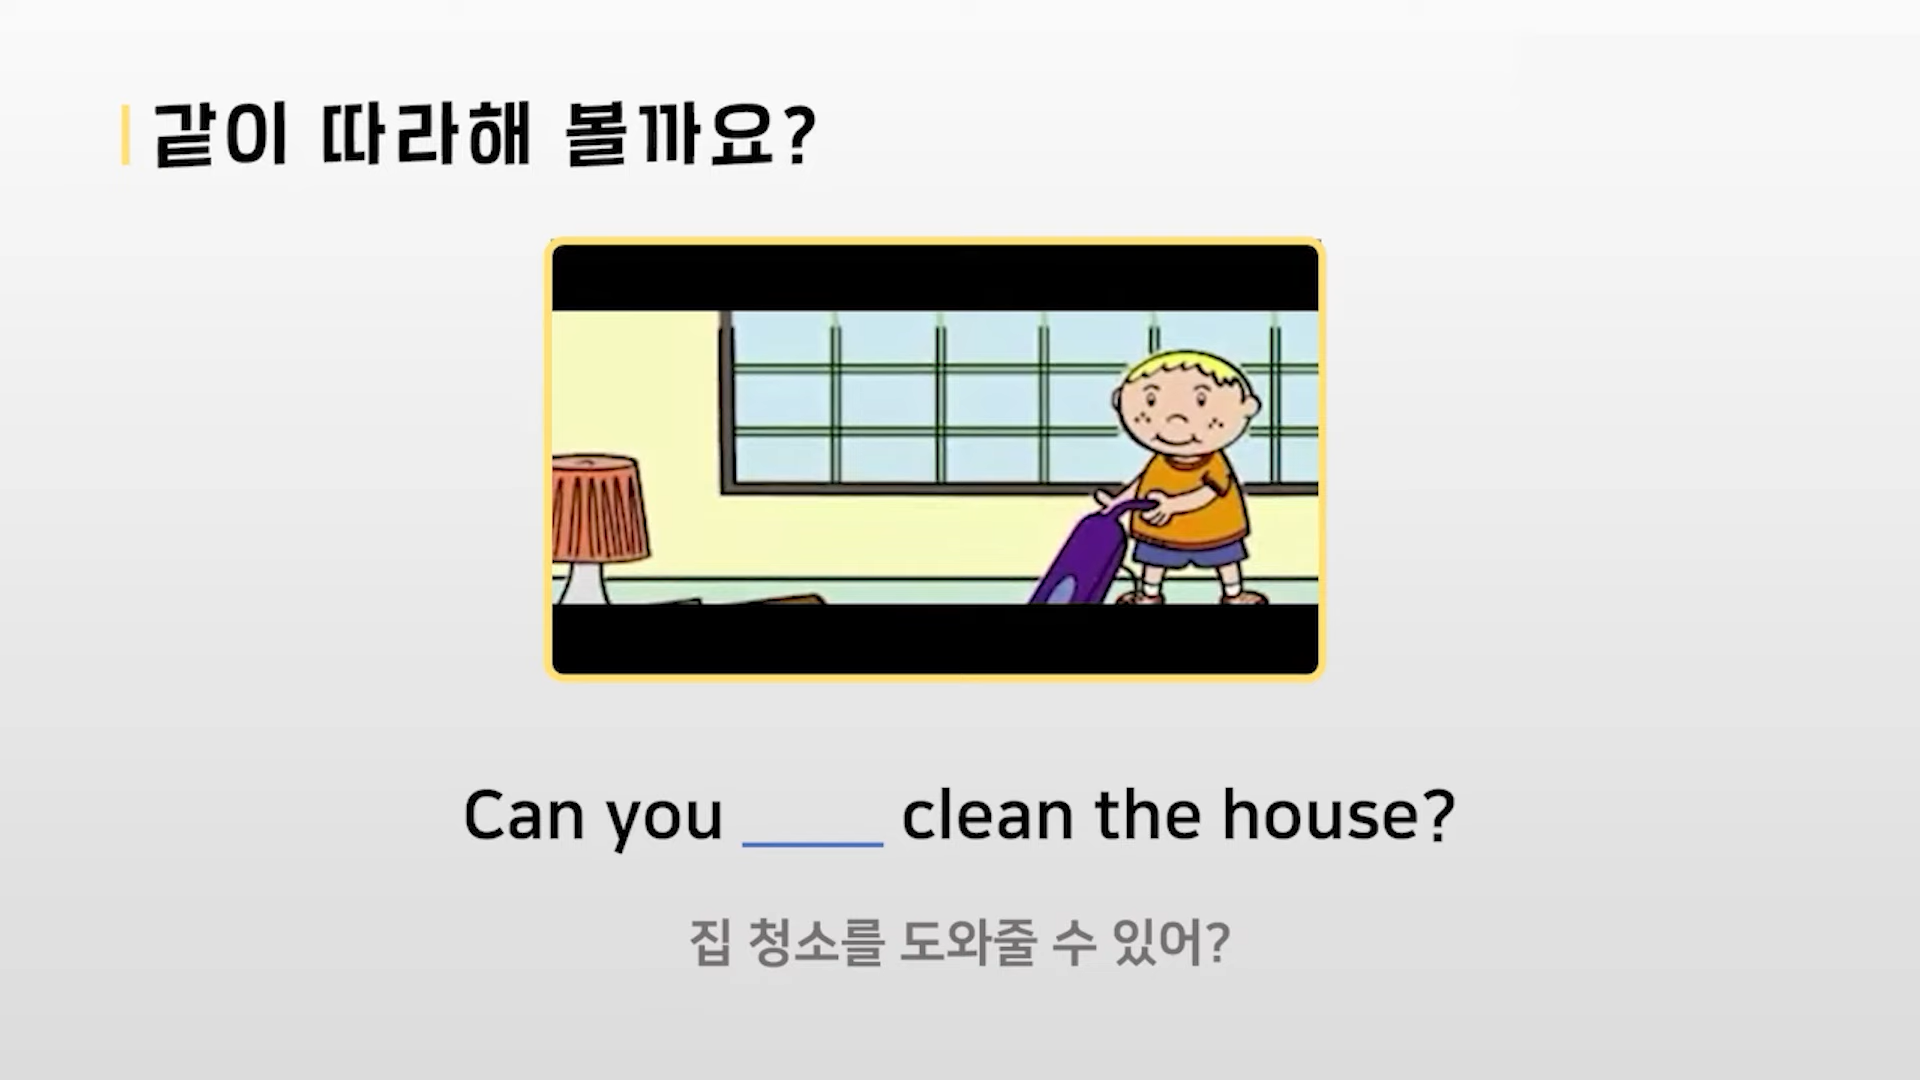 같이 따라해 볼까요?
Can you ____ clean the house?
집 청소를 도와줄 수 있어?